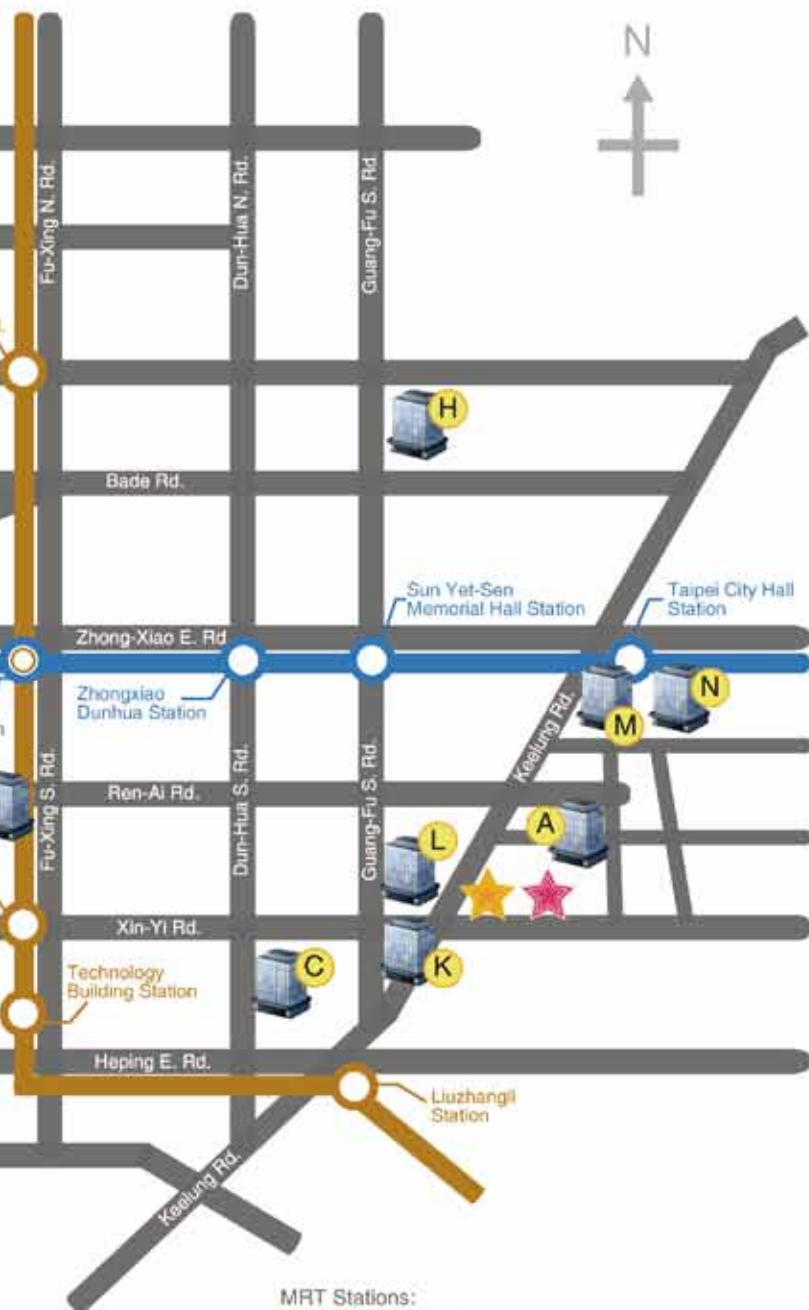 N
Fu-Xing N. Rd.
Dun-Hua N. Rd.
Guang-Fu S. Rd.
H
Bade Rd.
Sun Yet-Sen
Memorial Hall Station
Taipei City Hall
Station
Zhong-Xiao E. Rd
Zhongxiao
Dunhua Station
N
M
Keelung Rd.
Ren-Ai Rd.
Fu-Xing S. Rd.
Dun-Hua S. Rd.
Guang-Fu S. Rd.
A
L
Xin-Yi Rd.
C
K
Technology
Building Station
Heping E. Rd.
Liuzhangli
Station
Keelung Rd.
MRT Stations: